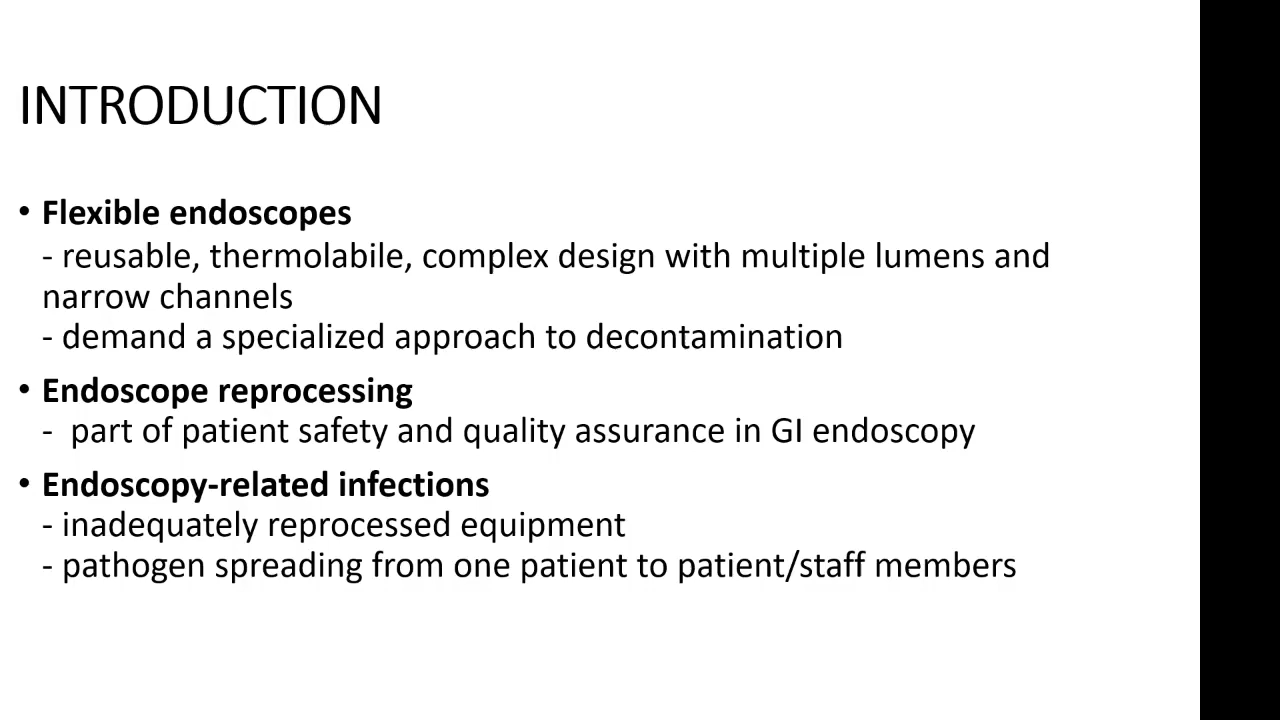 INTRODUCTION
• Flexible endoscopes
- reusable, thermolabile, complex design with multiple lumens and
narrow channels
- demand a specialized approach to decontamination
• Endoscope reprocessing
-  part of patient safety and quality assurance in GI endoscopy
• Endoscopy-related infections
- inadequately reprocessed equipment
- pathogen spreading from one patient to patient/staff members